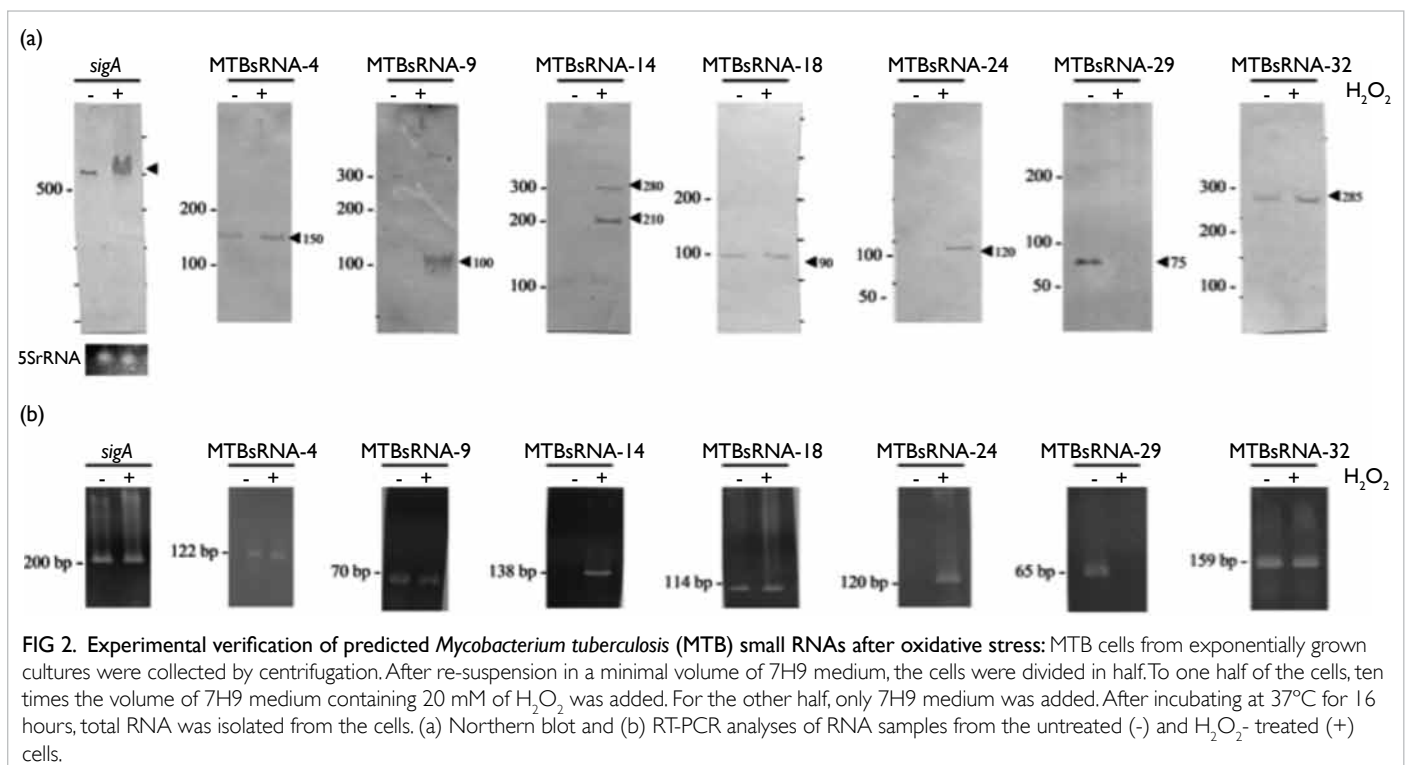 (a)
sigA MTBsRNA-4 MTBsRNA-9 MTBsRNA-14 MTBsRNA-18 MTBsRNA-24 MTBsRNA-29 MTBsRNA-32
- + - + - + - + - + - + - + - + H₂O₂
500 -
200 - 100 - ◄150
300 - 200 - 100 - ◄100
300 - 200 - 100 - ◄280 ◄210
200 - 100 - ◄90
100 - 50 - ◄120
200 - 100 - 50 - ◄75
300 - 200 - 100 - ◄285
5SrRNA
(b)
sigA MTBsRNA-4 MTBsRNA-9 MTBsRNA-14 MTBsRNA-18 MTBsRNA-24 MTBsRNA-29 MTBsRNA-32
- + - + - + - + - + - + - + - + H₂O₂
200 bp - 122 bp - 70 bp - 138 bp - 114 bp - 120 bp - 65 bp - 159 bp -
FIG 2. Experimental verification of predicted Mycobacterium tuberculosis (MTB) small RNAs after oxidative stress: MTB cells from exponentially grown
cultures were collected by centrifugation. After re-suspension in a minimal volume of 7H9 medium, the cells were divided in half. To one half of the cells, ten
times the volume of 7H9 medium containing 20 mM of H₂O₂ was added. For the other half, only 7H9 medium was added. After incubating at 37ºC for 16
hours, total RNA was isolated from the cells. (a) Northern blot and (b) RT-PCR analyses of RNA samples from the untreated (-) and H₂O₂- treated (+)
cells.